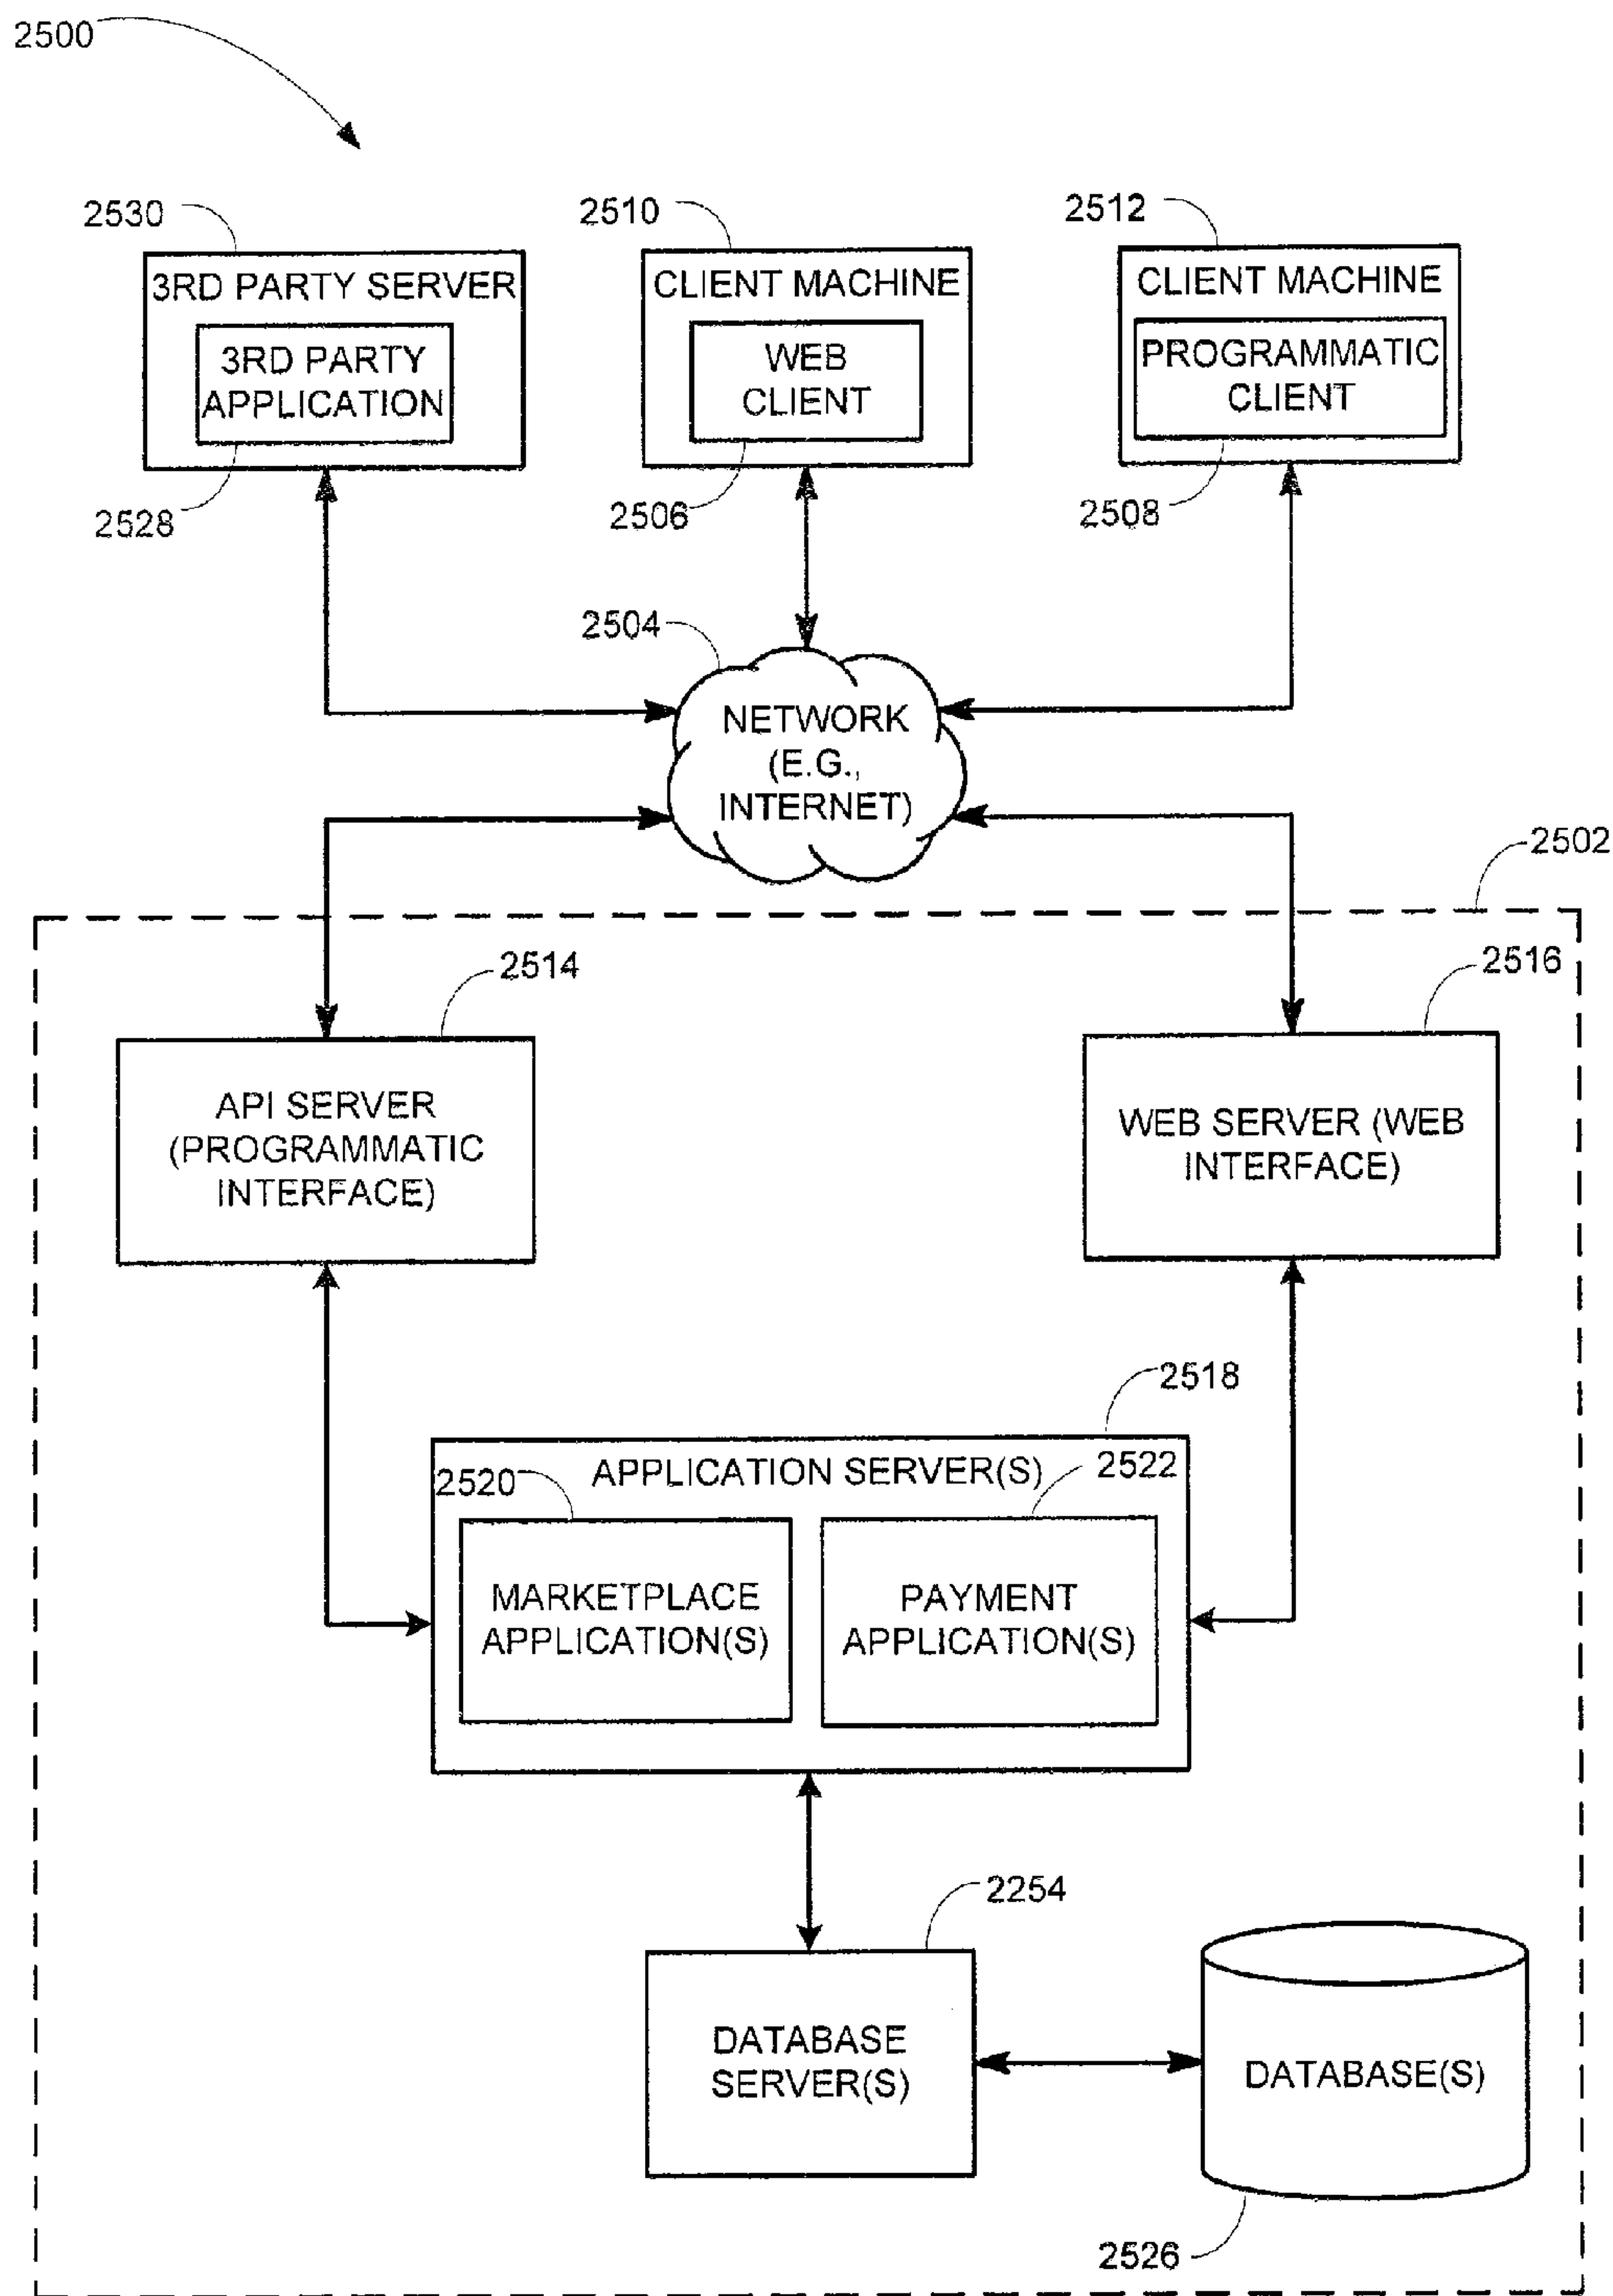 2500
2530
2510
2512
3RD PARTY SERVER
3RD PARTY
APPLICATION
CLIENT MACHINE
WEB
CLIENT
CLIENT MACHINE
PROGRAMMATIC
CLIENT
2528
2506
2508
2504
NETWORK
(E.G.,
INTERNET)
2502
2514
2516
API SERVER
(PROGRAMMATIC
INTERFACE)
WEB SERVER (WEB
INTERFACE)
2518
APPLICATION SERVER(S)
2520
2522
MARKETPLACE
APPLICATION(S)
PAYMENT
APPLICATION(S)
2254
DATABASE
SERVER(S)
DATABASE(S)
2526